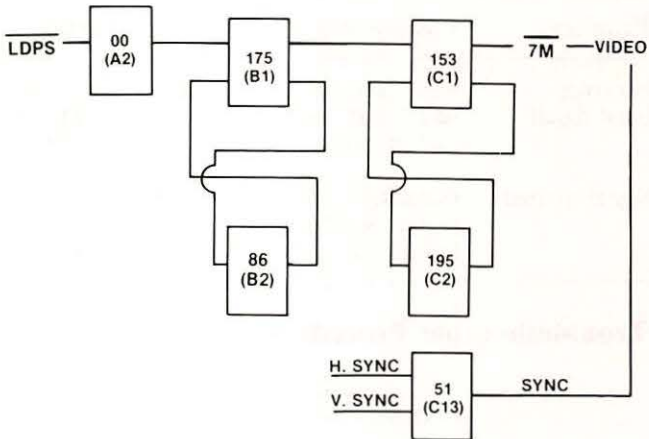 LDPS
00
(A2)
175
(B1)
153
(C1)
7M
VIDEO
86
(B2)
195
(C2)
H. SYNC
V. SYNC
51
(C13)
SYNC